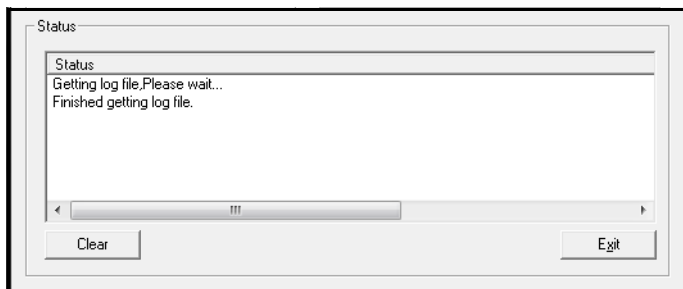 Status
Status
Getting log file,Please wait...
Finished getting log file.
Clear
Exit